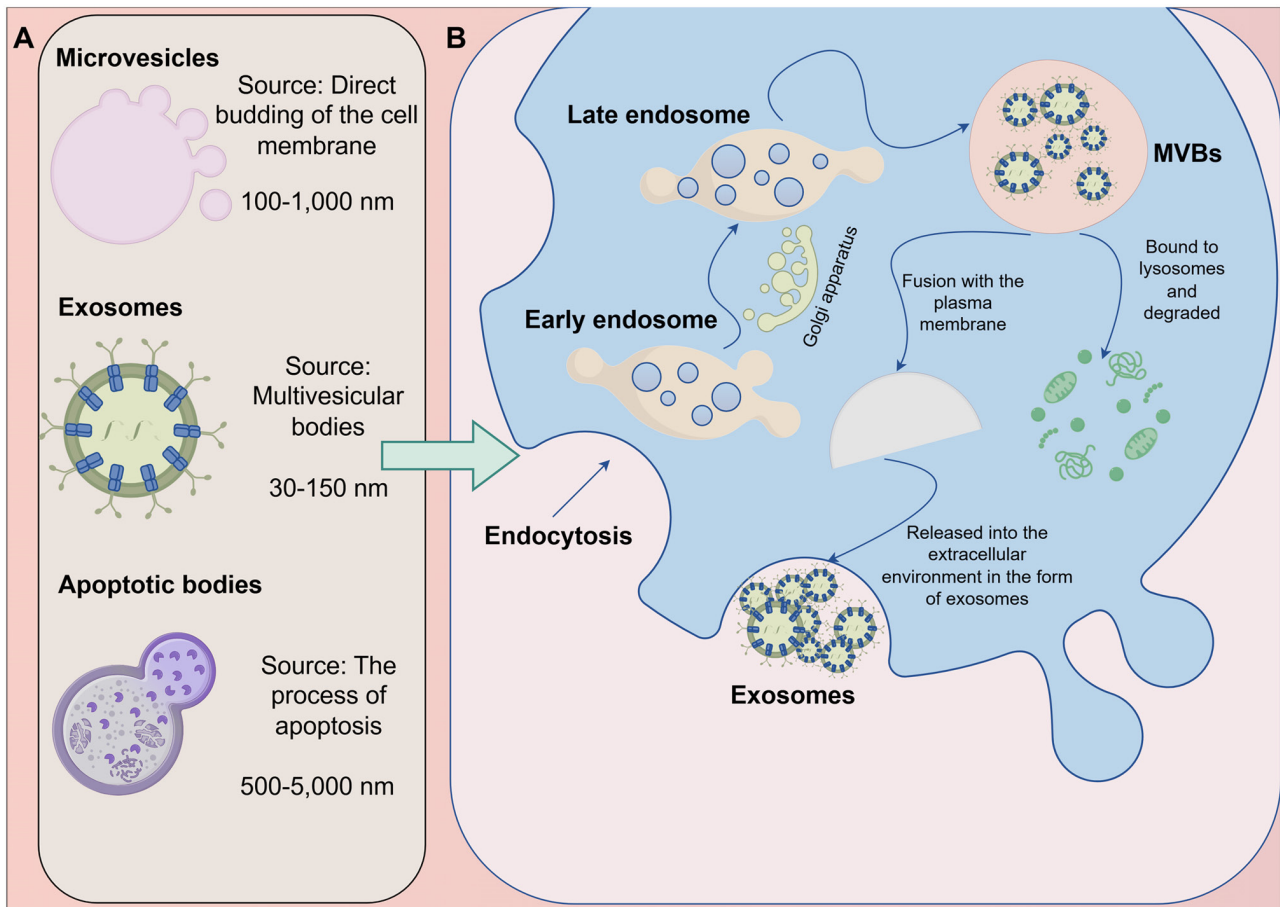 A
Microvesicles
Source: Direct
budding of the cell
membrane
100-1,000 nm
Exosomes
Source:
Multivesicular
bodies
30-150 nm
Apoptotic bodies
Source: The
process of
apoptosis
500-5,000 nm
B
Late endosome
MVBs
Golgi apparatus
Early endosome
Fusion with the
plasma
membrane
Bound to
lysosomes
and
degraded
Endocytosis
Released into the
extracellular
environment in the form
of exosomes
Exosomes